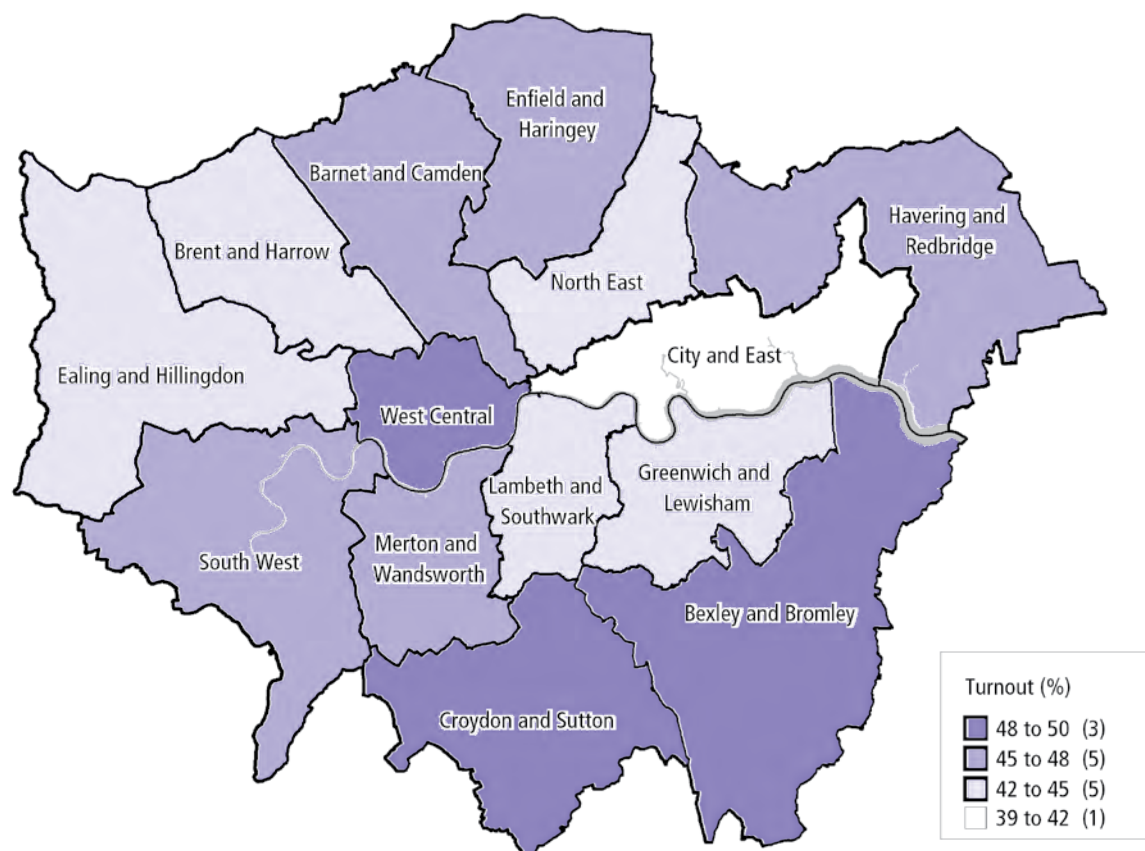 Enfield and
Haringey
Barnet and Camden
Havering and
Redbridge
Brent and Harrow
North East
City and East
Ealing and Hillingdon
West Central
Greenwich and
Lewisham
Lambeth and
Southwark
Merton and
Wandsworth
South West
Bexley and Bromley
Croydon and Sutton
Turnout (%)
48 to 50 (3)
45 to 48 (5)
42 to 45 (5)
39 to 42 (1)